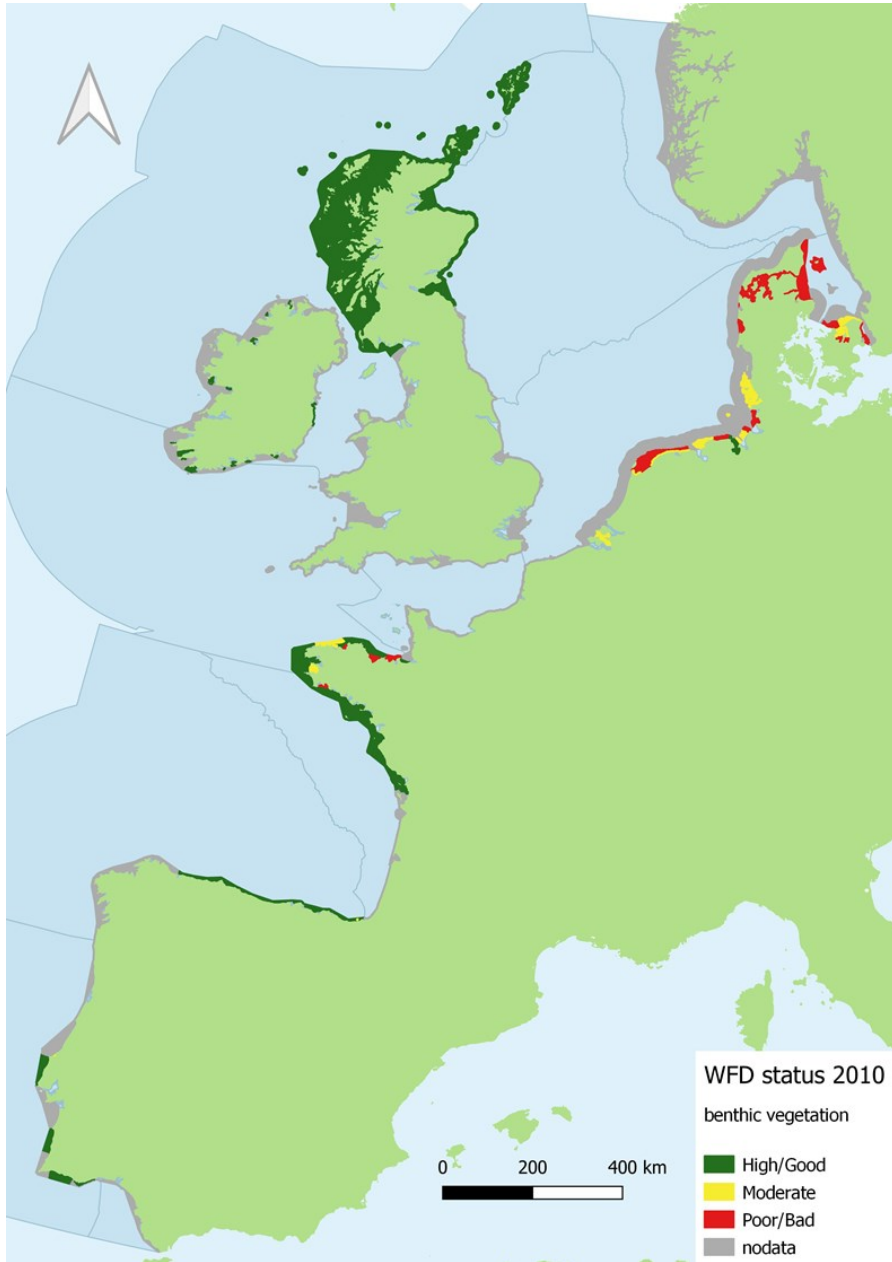 WFD status 2010
benthic vegetation
High/Good
Moderate
Poor/Bad
nodata
0 200 400 km